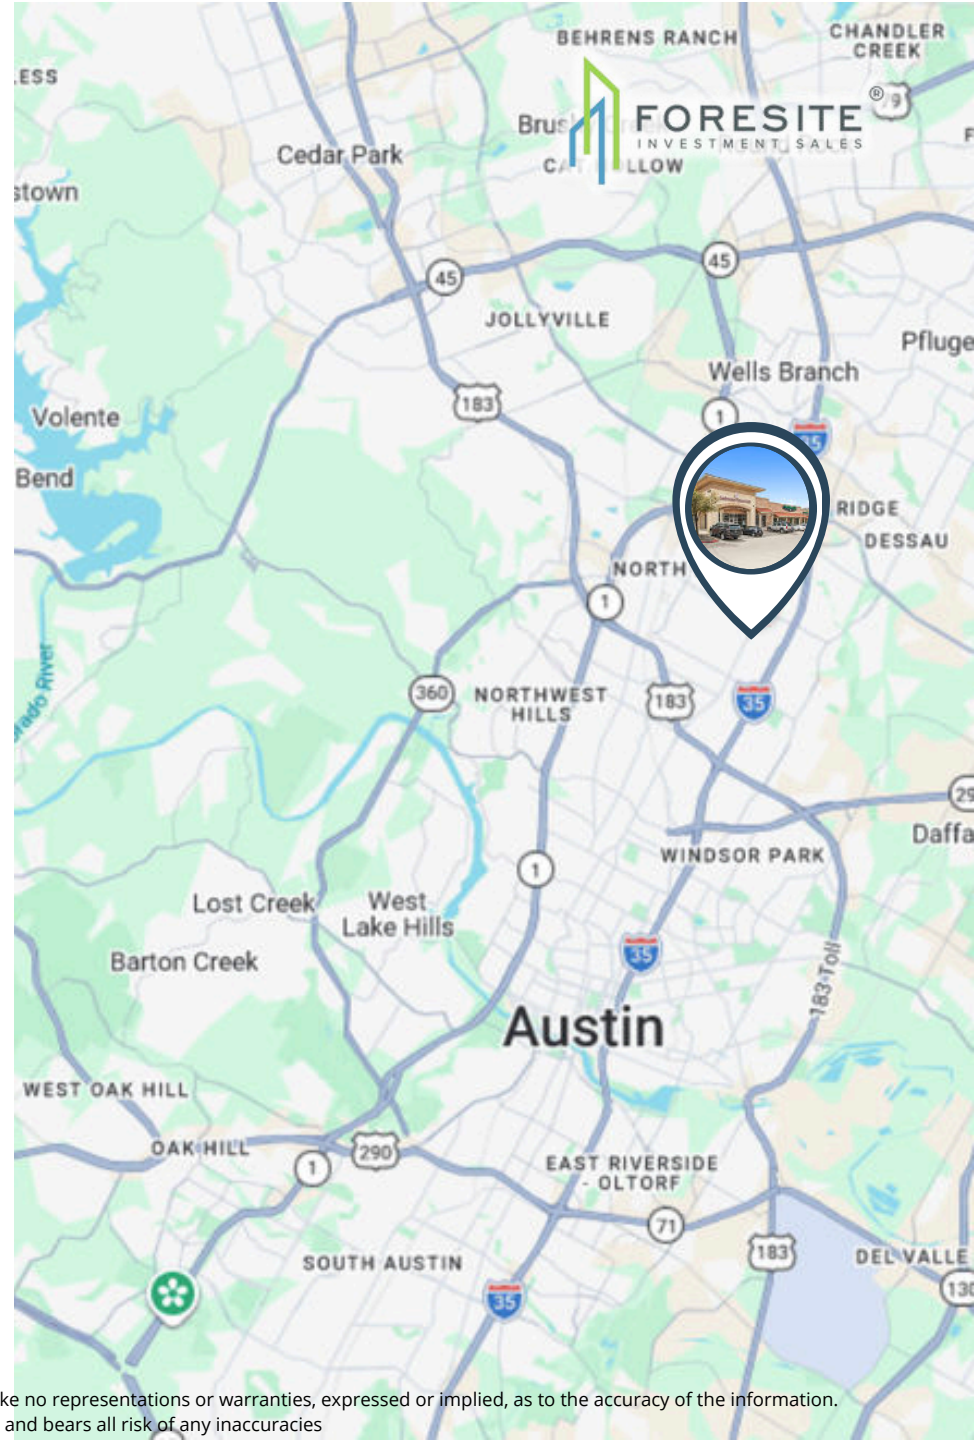 BEHRENS RANCH
CHANDLER
CREEK
ESS
FORESITE
®
INVESTMENT SALES
Cedar Park
LLOW
stown
45
45
JOLLYVILLE
Pfluge
Wells Branch
183
1
Volente
35
Bend
RIDGE
DESSAU
NORTH
1
360
NORTHWEST
HILLS
183
35
29
Daffa
WINDSOR PARK
1
Lost Creek
West
Lake Hills
Barton Creek
35
183-Toll
Austin
WEST OAK HILL
OAK HILL
290
1
EAST RIVERSIDE
- OLTORF
71
183
SOUTH AUSTIN
DEL VALLE
130
35
ke no representations or warranties, expressed or implied, as to the accuracy of the information.
and bears all risk of any inaccuracies